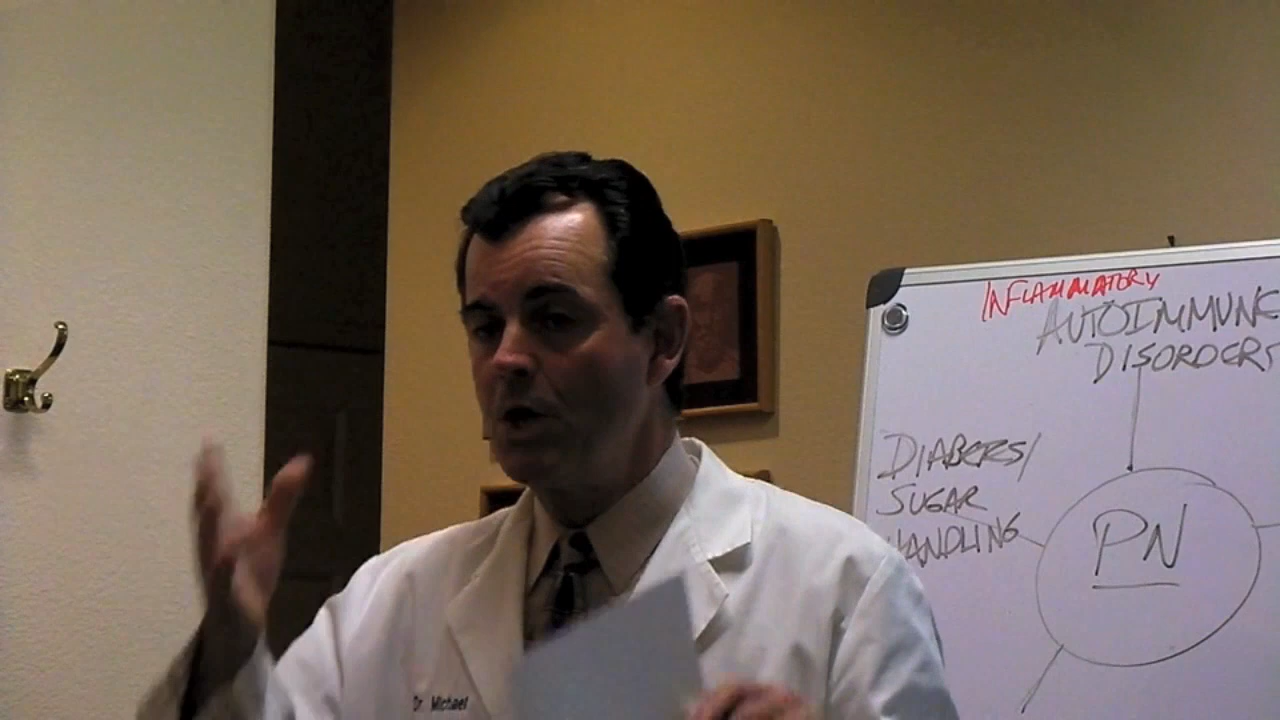 INFLAMMATORY
AUTOIMMUNE
DISORDERS
DIABETES/
SUGAR
HANDLING
PN
Dr. Michael